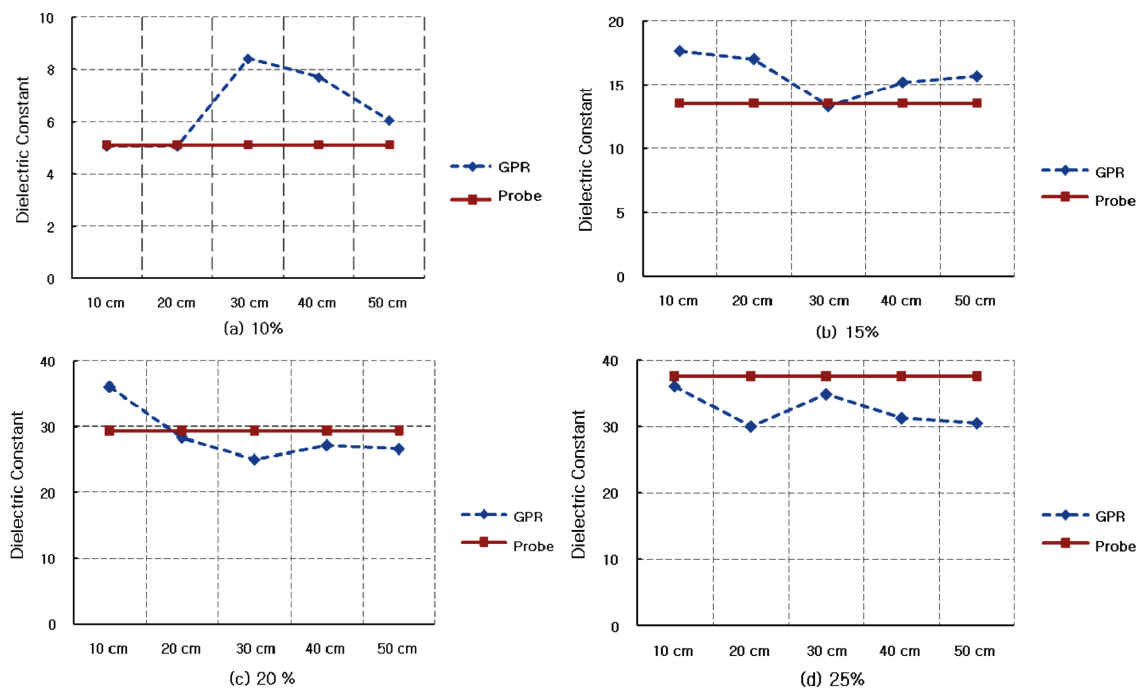 10
8
6
4
2
0
Dielectric Constant
10 cm 20 cm 30 cm 40 cm 50 cm
(a) 10%
GPR
Probe
20
15
10
5
0
Dielectric Constant
10 cm 20 cm 30 cm 40 cm 50 cm
(b) 15%
GPR
Probe
40
30
20
10
0
Dielectric Constant
10 cm 20 cm 30 cm 40 cm 50 cm
(c) 20 %
GPR
Probe
40
30
20
10
0
Dielectric Constant
10 cm 20 cm 30 cm 40 cm 50 cm
(d) 25%
GPR
Probe